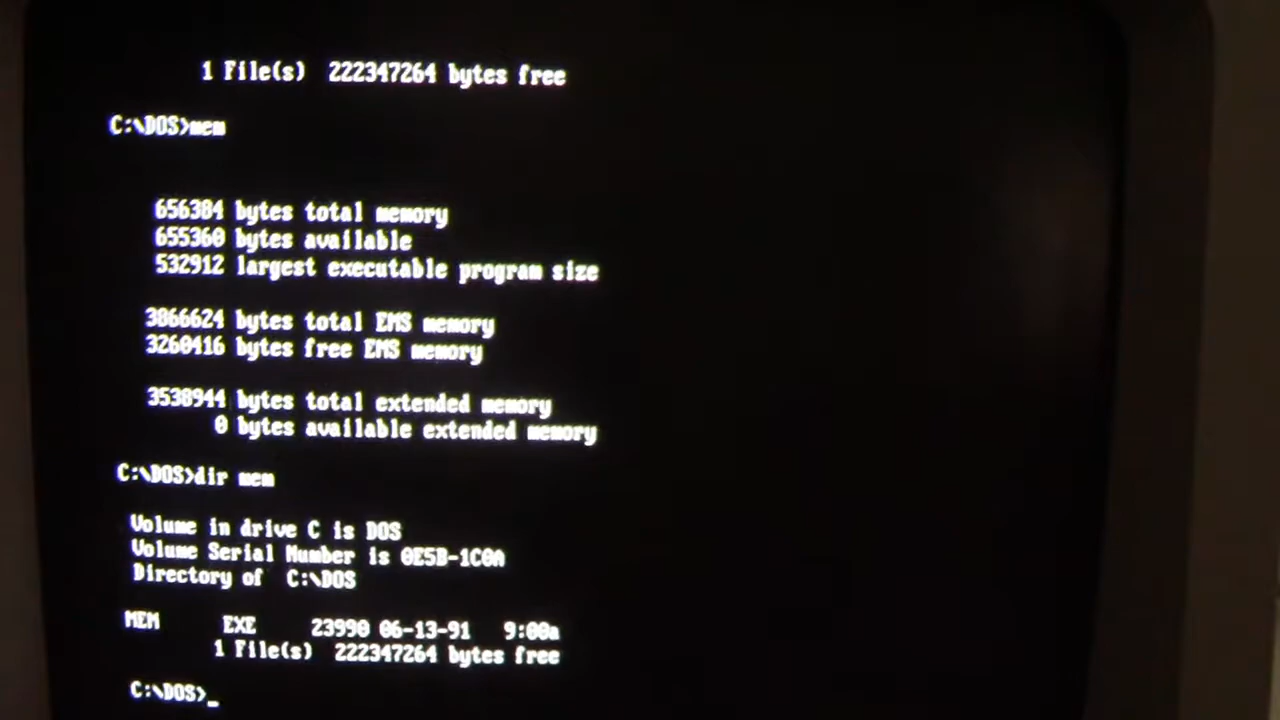 1 File(s) 222347264 bytes free
C:\DOS>mem
656384 bytes total memory
655360 bytes available
532912 largest executable program size
3866624 bytes total EMS memory
3260416 bytes free EMS memory
3538944 bytes total extended memory
0 bytes available extended memory
C:\DOS>dir mem
Volume in drive C is DOS
Volume Serial Number is 0E5B-1C0A
Directory of C:\DOS
MEM EXE 23990 06-13-91 9:00a
1 File(s) 222347264 bytes free
C:\DOS>_